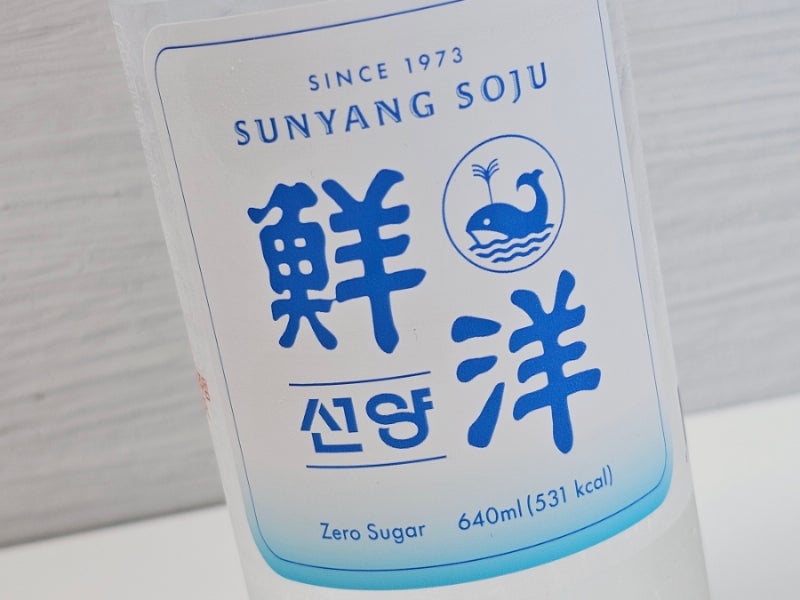 SINCE 1973
SUNYANG SOJU
鮮
洋
선양
Zero Sugar 640ml (531 kcal)